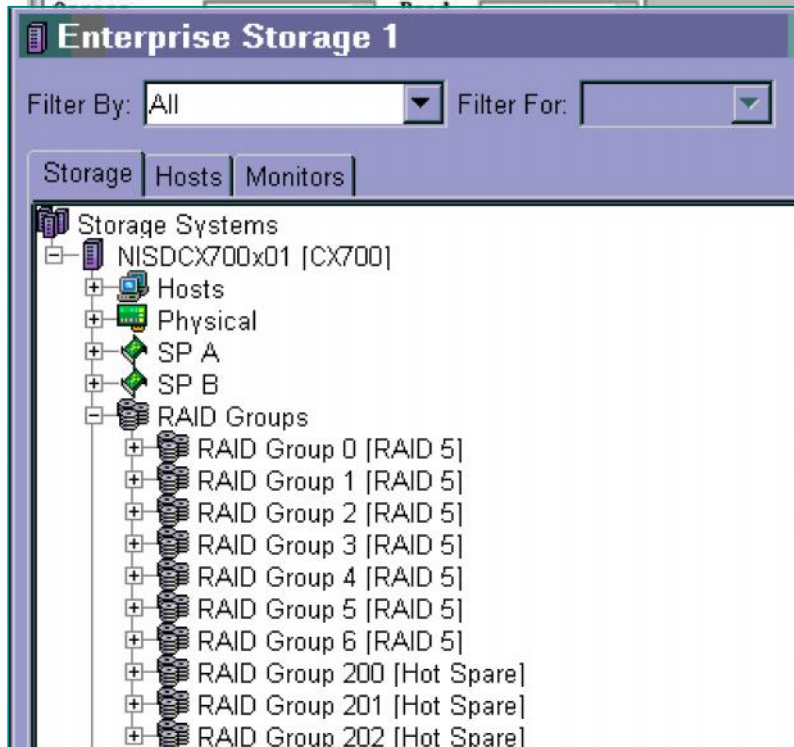 Enterprise Storage 1
Filter By: All Filter For:
Storage Hosts Monitors
Storage Systems
NISDCX700x01 [CX700]
Hosts
Physical
SP A
SP B
RAID Groups
RAID Group 0 [RAID 5]
RAID Group 1 [RAID 5]
RAID Group 2 [RAID 5]
RAID Group 3 [RAID 5]
RAID Group 4 [RAID 5]
RAID Group 5 [RAID 5]
RAID Group 6 [RAID 5]
RAID Group 200 [Hot Spare]
RAID Group 201 [Hot Spare]
RAID Group 202 [Hot Spare]